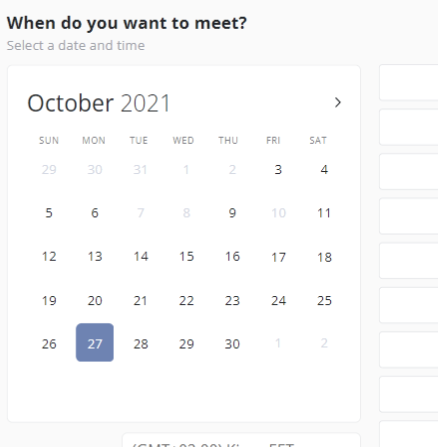 When do you want to meet?
Select a date and time
October 2021 >
SUN MON TUE WED THU FRI SAT
29 30 31 1 2 3 4
5 6 7 8 9 10 11
12 13 14 15 16 17 18
19 20 21 22 23 24 25
26 27 28 29 30 1 2